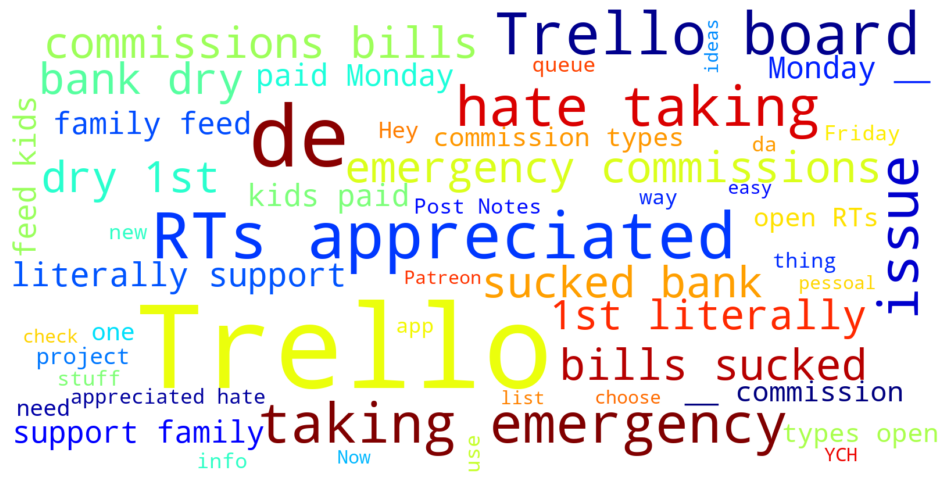 commissions bills
Trello board
ideas
queue
bank dry
paid Monday
Monday __
feed kids
family feed
de
hate taking
Hey
commission types
da
Friday
dry 1st
emergency commissions
issue
kids paid
Post Notes
way
easy
new
RTs appreciated
open RTs
literally support
Patreon
sucked bank
thing
pessoal
check
one
Trello
app
1st literally
project
stuff
bills sucked
need
appreciated hate
list
choose
__ commission
support family
taking emergency
types open
info
Now
use
YCH